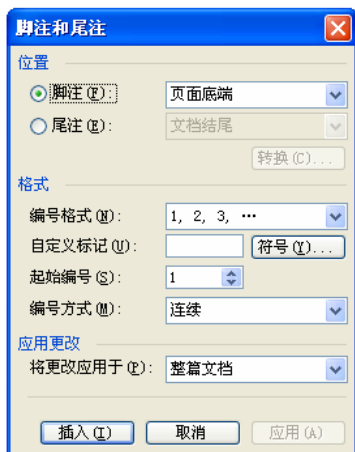 脚注和尾注
位置
脚注(F): 页面底端
尾注(E): 文档结尾
转换(C)...
格式
编号格式(N): 1, 2, 3, …
自定义标记(U): 符号(Y)...
起始编号(S): 1
编号方式(M): 连续
应用更改
将更改应用于(P): 整篇文档
插入(I) 取消 应用(A)